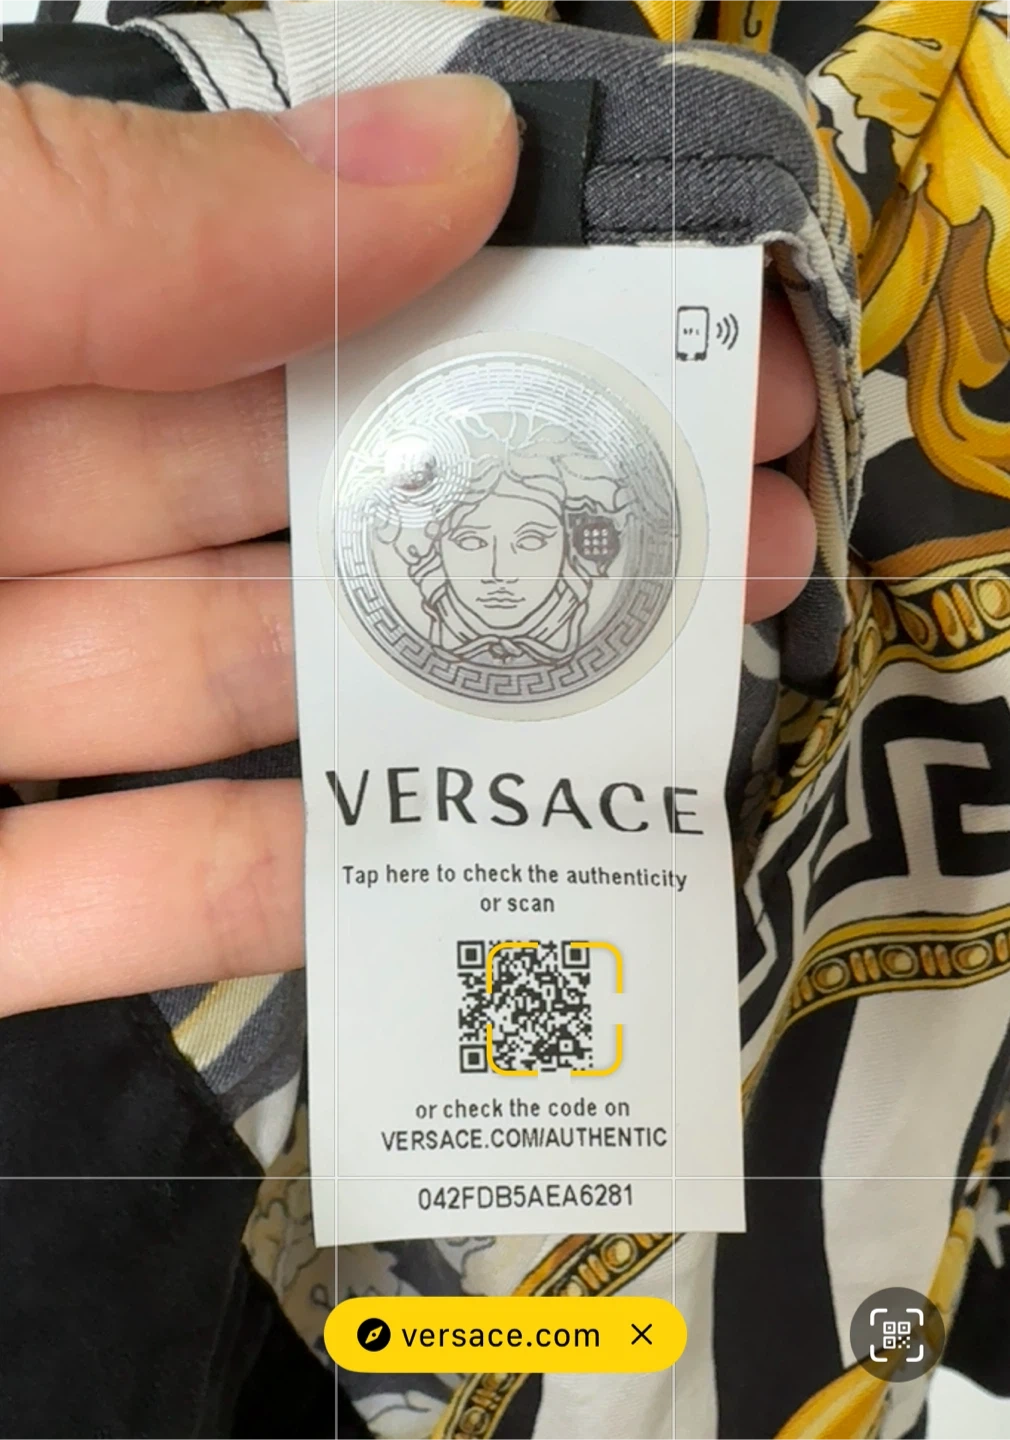 VERSACE
Tap here to check the authenticity
or scan
or check the code on
VERSACE.COM/AUTHENTIC
042FDB5AEA6281
versace.com